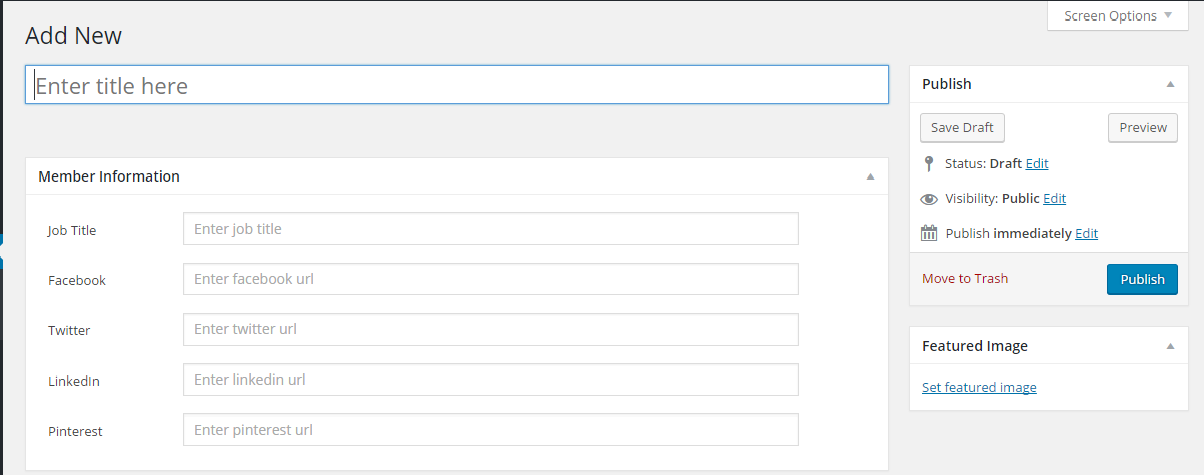 Screen Options
Add New
Enter title here
Member Information
Job Title Enter job title
Facebook Enter facebook url
Twitter Enter twitter url
LinkedIn Enter linkedin url
Pinterest Enter pinterest url
Publish
Save Draft Preview
Status: Draft Edit
Visibility: Public Edit
Publish immediately Edit
Move to Trash Publish
Featured Image
Set featured image